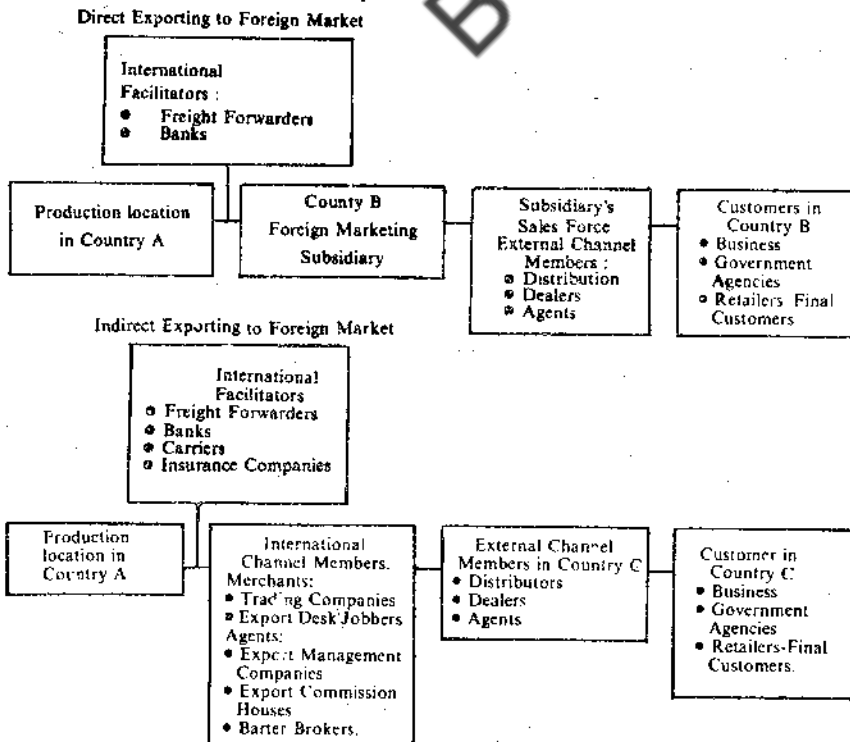 Direct Exporting to Foreign Market
International
Facilitators :
• Freight Forwarders
• Banks
Production location
in Country A
County B
Foreign Marketing
Subsidiary
Subsidiary's
Sales Force
External Channel
Members :
• Distribution
• Dealers
• Agents
Customers in
Country B
• Business
• Government
Agencies
• Retailers Final
Customers
Indirect Exporting to Foreign Market
International
Facilitators
• Freight Forwarders
• Banks
• Carriers
• Insurance Companies
Production
location in
Country A
International
Channel Members.
Merchants:
• Trading Companies
• Export Desk Jobbers
Agents:
• Export Management
Companies
• Export Commission
Houses
• Barter Brokers.
External Channel
Members in Country C
• Distributors
• Dealers
• Agents
Customer in
Country C
• Business
• Government
Agencies
• Retailers-Final
Customers.
B